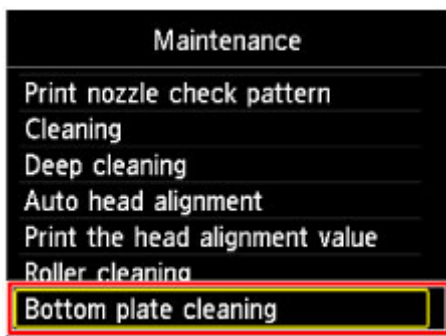 Maintenance
Print nozzle check pattern
Cleaning
Deep cleaning
Auto head alignment
Print the head alignment value
Roller cleaning
Bottom plate cleaning